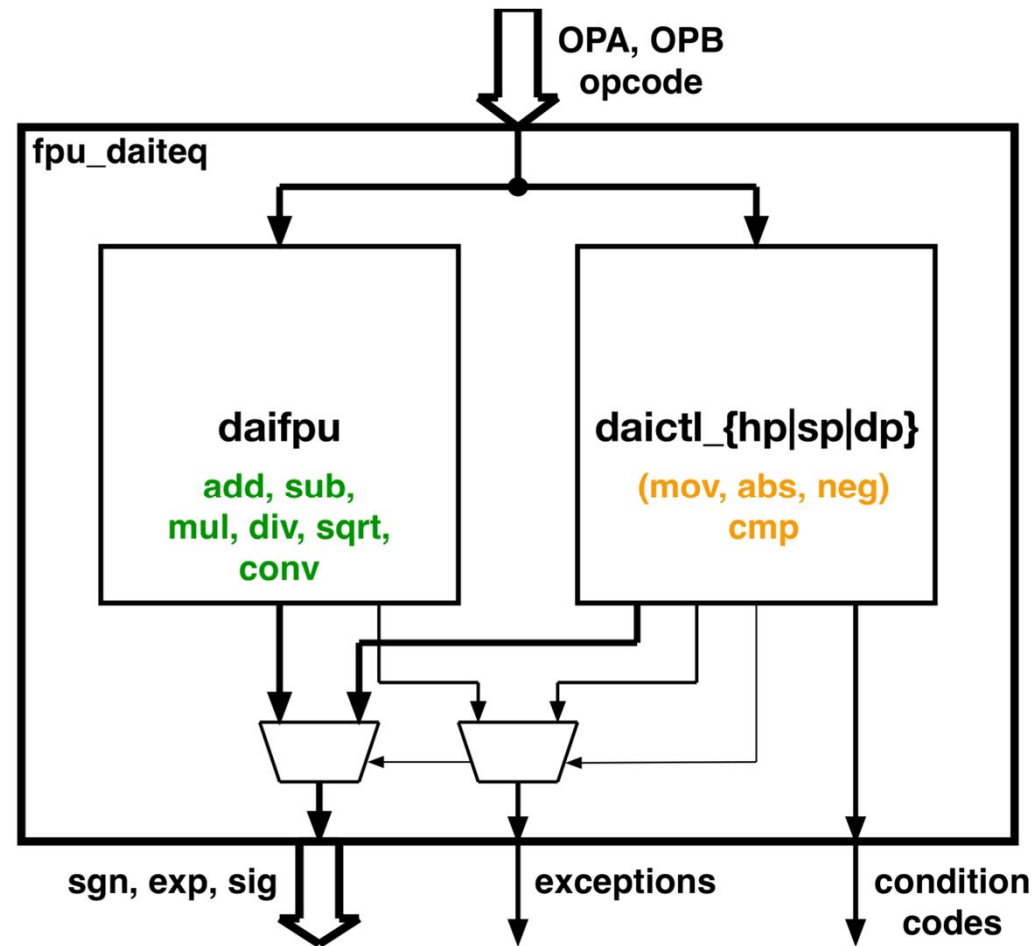 OPA, OPB
opcode
fpu_daiteq
daifpu
add, sub,
mul, div, sqrt,
conv
daictl_{hp|sp|dp}
(mov, abs, neg)
cmp
sgn, exp, sig
exceptions
condition
codes